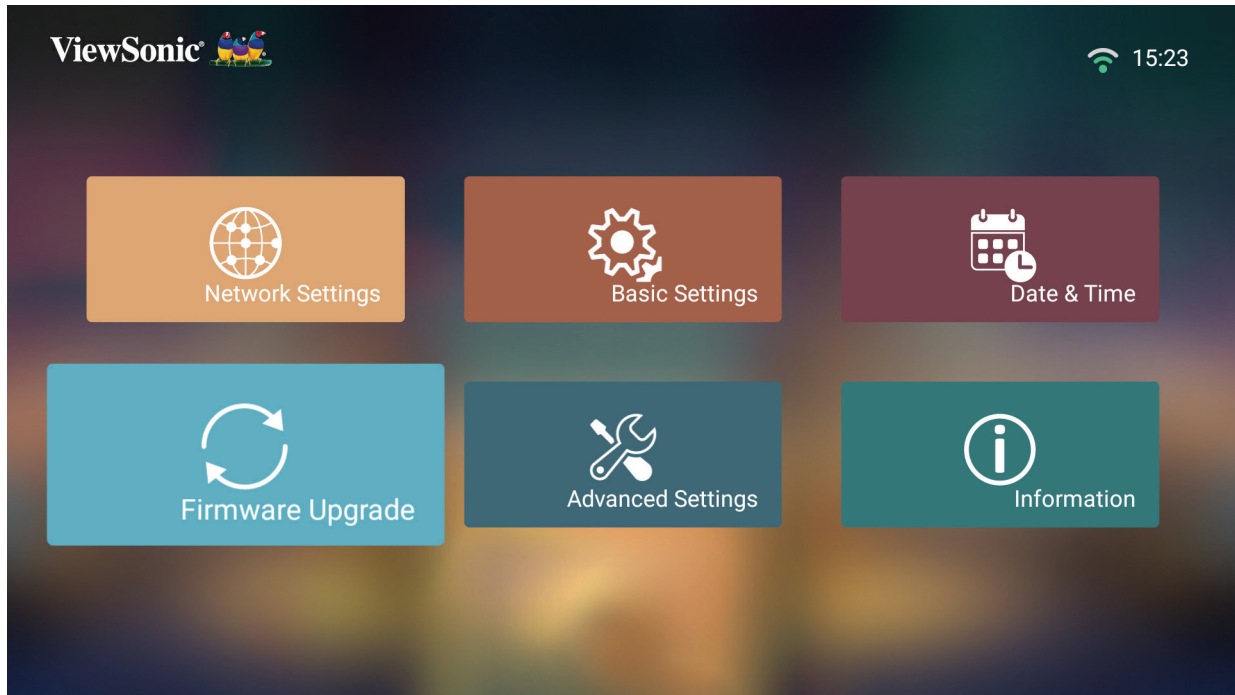 ViewSonic®
15:23
Network Settings
Basic Settings
Date & Time
Firmware Upgrade
Advanced Settings
Information